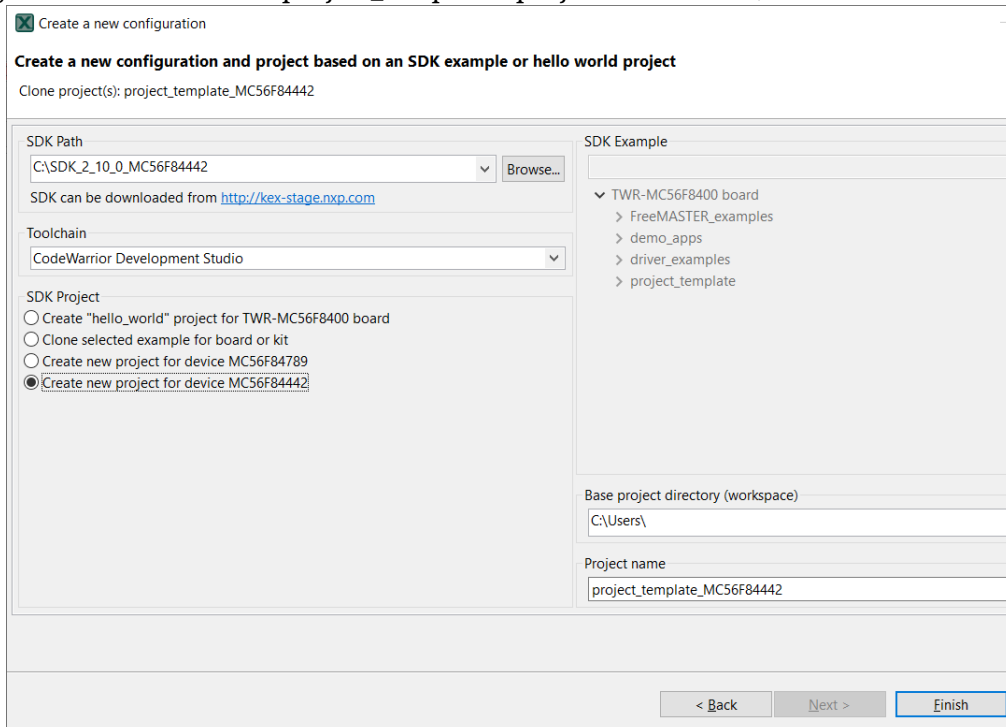 Create a new configuration
Create a new configuration and project based on an SDK example or hello world project
Clone project(s): project_template_MC56F84442
SDK Path
C:\SDK_2_10_0_MC56F84442
Browse...
SDK can be downloaded from http://kex-stage.nxp.com
Toolchain
CodeWarrior Development Studio
SDK Project
Create "hello_world" project for TWR-MC56F8400 board
Clone selected example for board or kit
Create new project for device MC56F84789
Create new project for device MC56F84442
SDK Example
TWR-MC56F8400 board
FreeMASTER_examples
demo_apps
driver_examples
project_template
Base project directory (workspace)
C:\Users\
Project name
project_template_MC56F84442
< Back
Next >
Finish